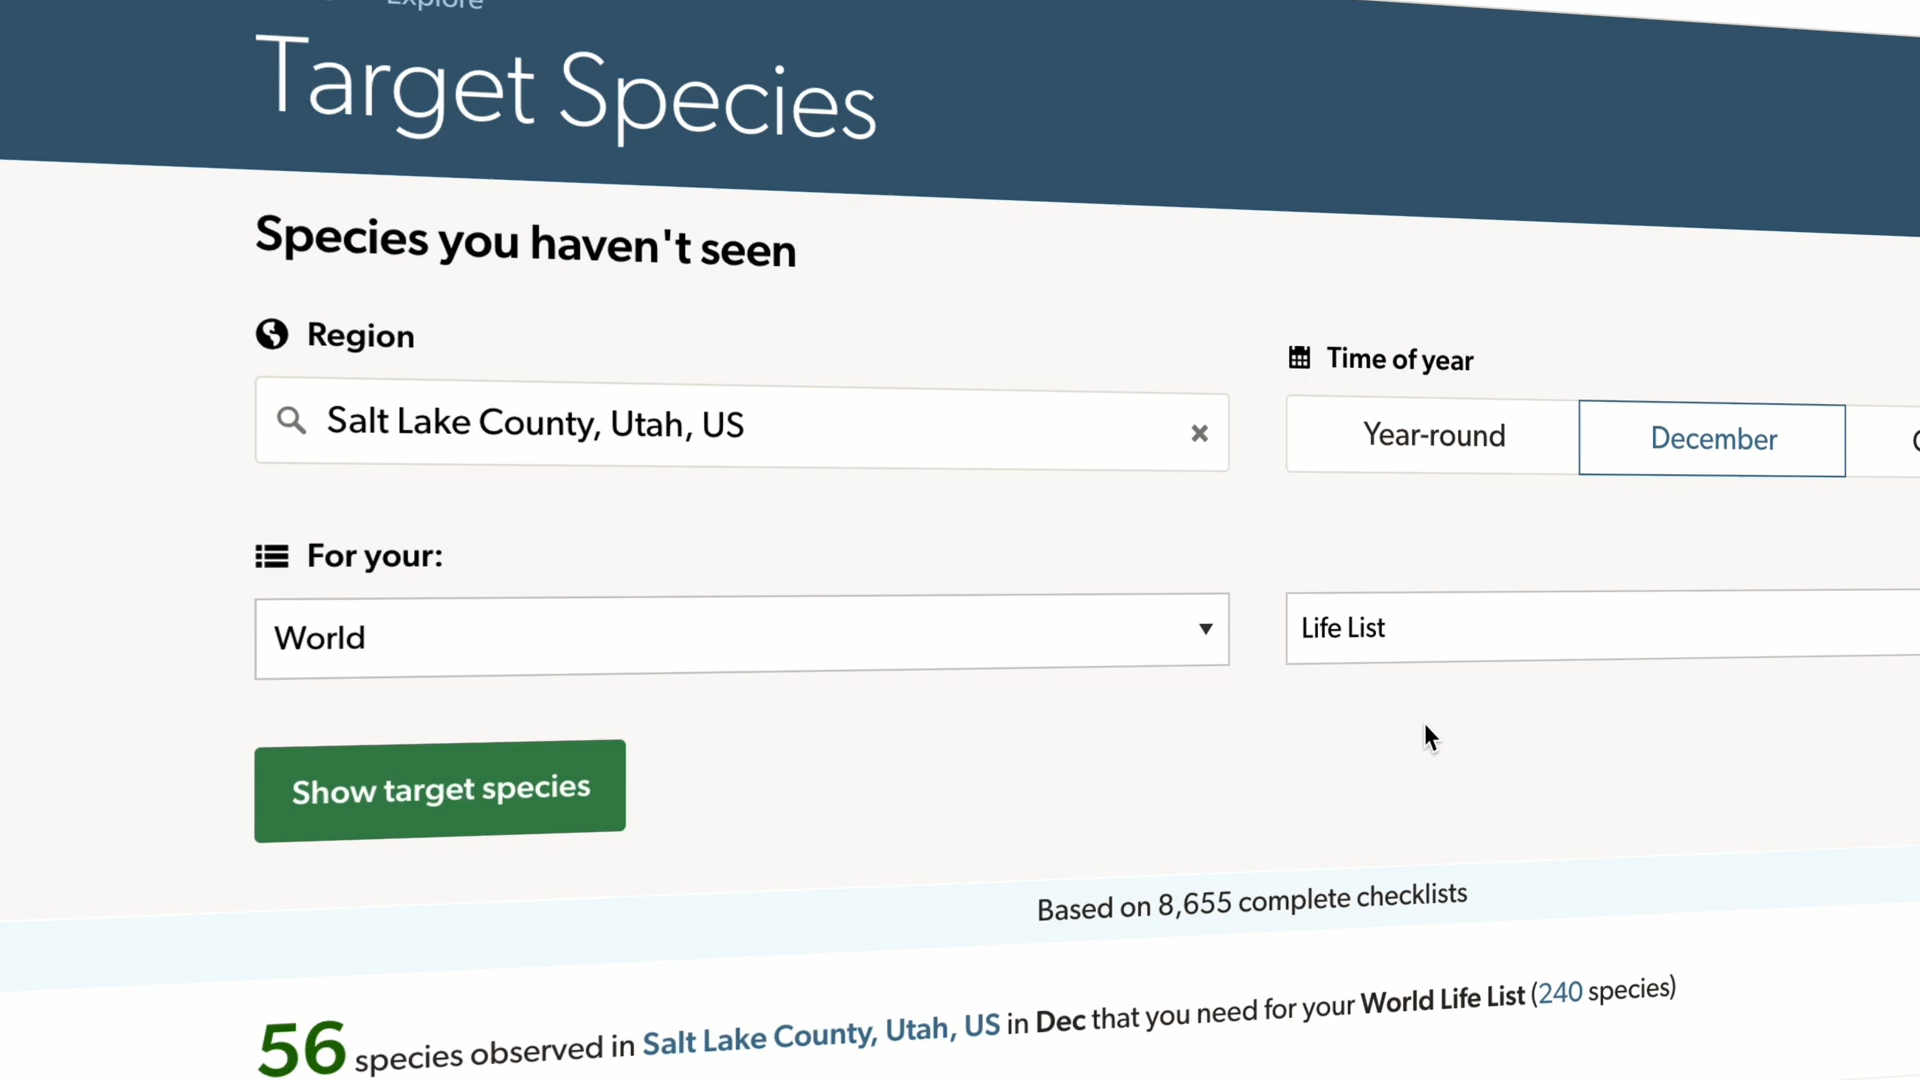 Explore
Target Species
Species you haven't seen
Region
Salt Lake County, Utah, US
Time of year
Year-round
December
For your:
World
Life List
Show target species
Based on 8,655 complete checklists
56 species observed in Salt Lake County, Utah, US in Dec that you need for your World Life List (240 species)